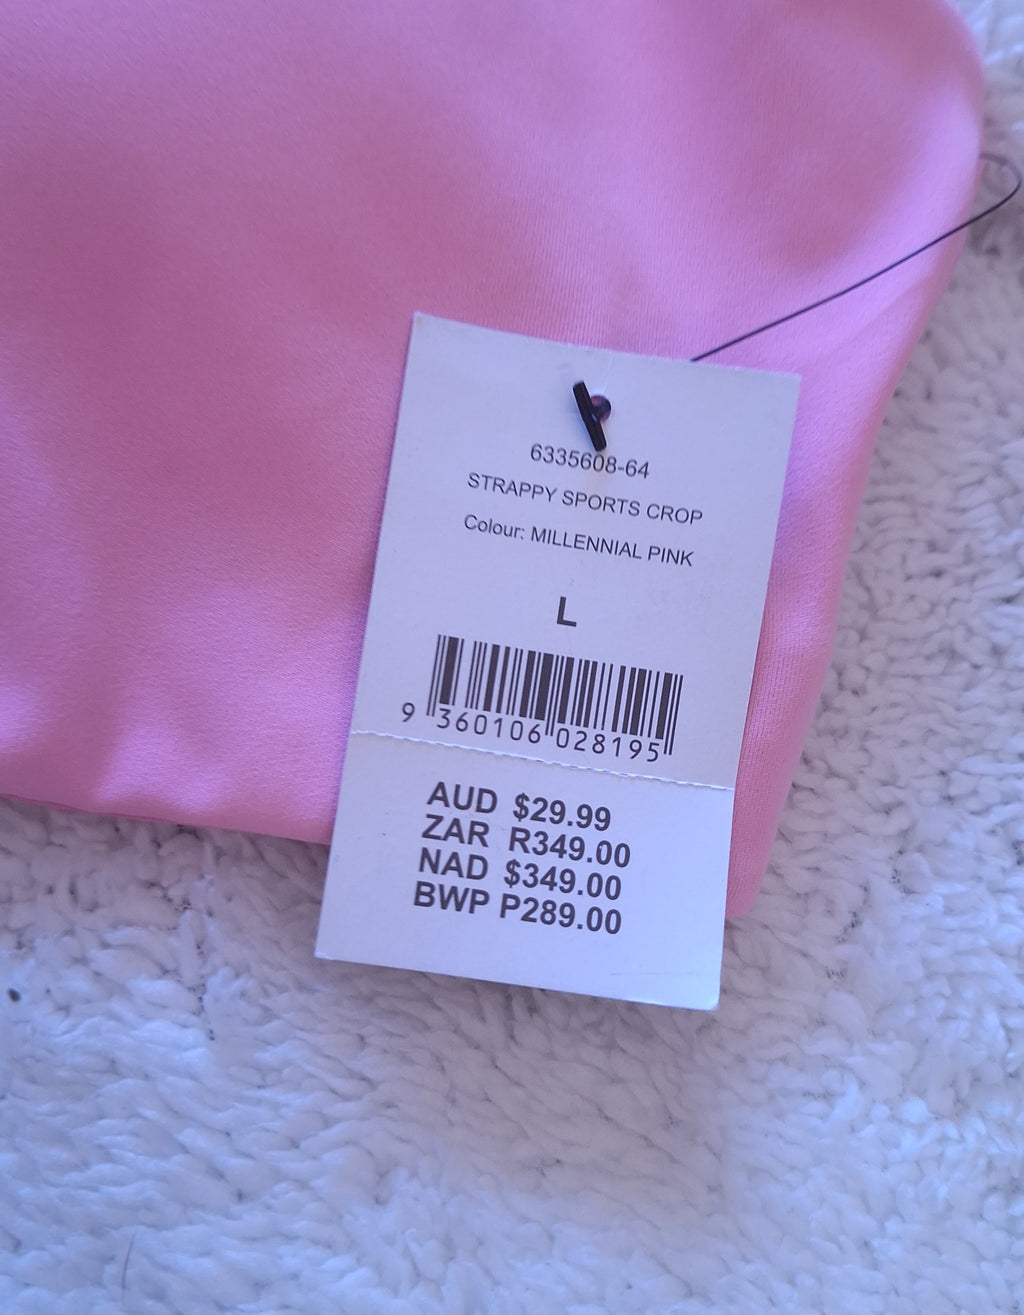 6335608-64
STRAPPY SPORTS CROP
Colour: MILLENNIAL PINK
L
9 360106 028195
AUD $29.99
ZAR R349.00
NAD $349.00
BWP P289.00